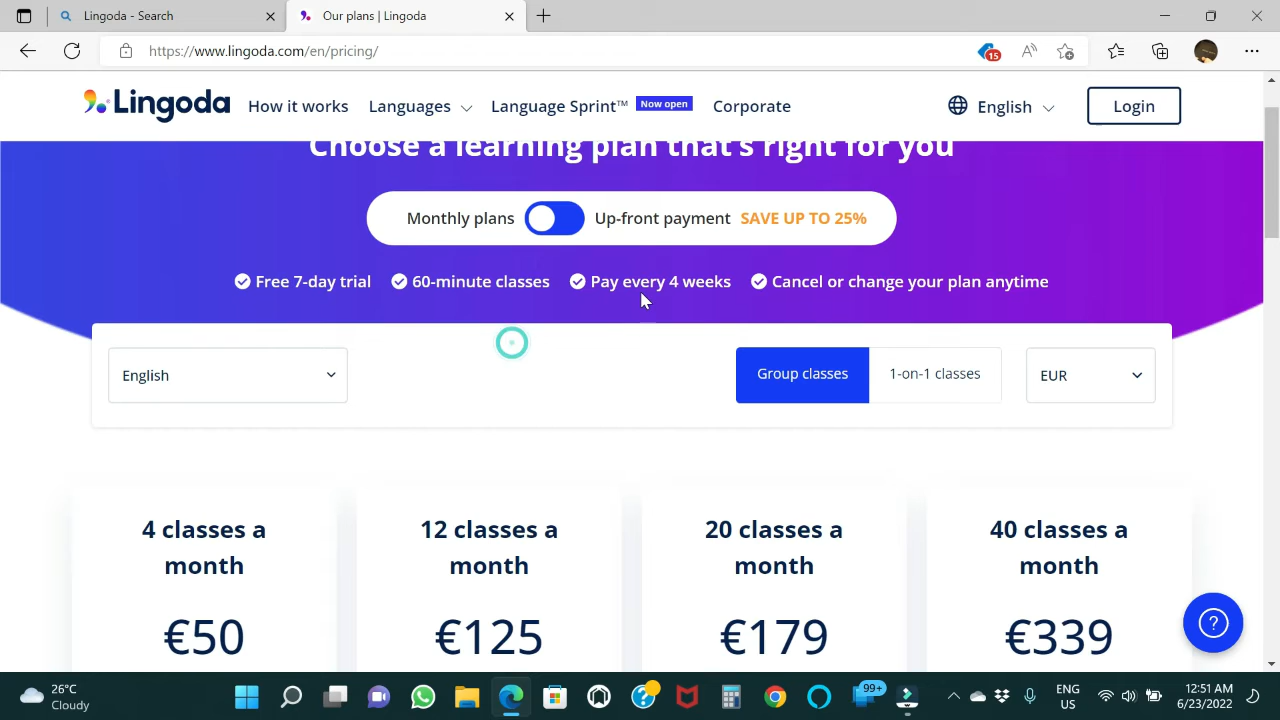 Lingoda - Search
Our plans | Lingoda
https://www.lingoda.com/en/pricing/
15
Lingoda
How it works
Languages
Language Sprint™
Now open
Corporate
English
Login
Choose a learning plan that's right for you
Monthly plans
Up-front payment
SAVE UP TO 25%
Free 7-day trial
60-minute classes
Pay every 4 weeks
Cancel or change your plan anytime
English
Group classes
1-on-1 classes
EUR
4 classes a
month
€50
12 classes a
month
€125
20 classes a
month
€179
40 classes a
month
€339
?
26°C
Cloudy
99+
ENG
US
12:51 AM
6/23/2022